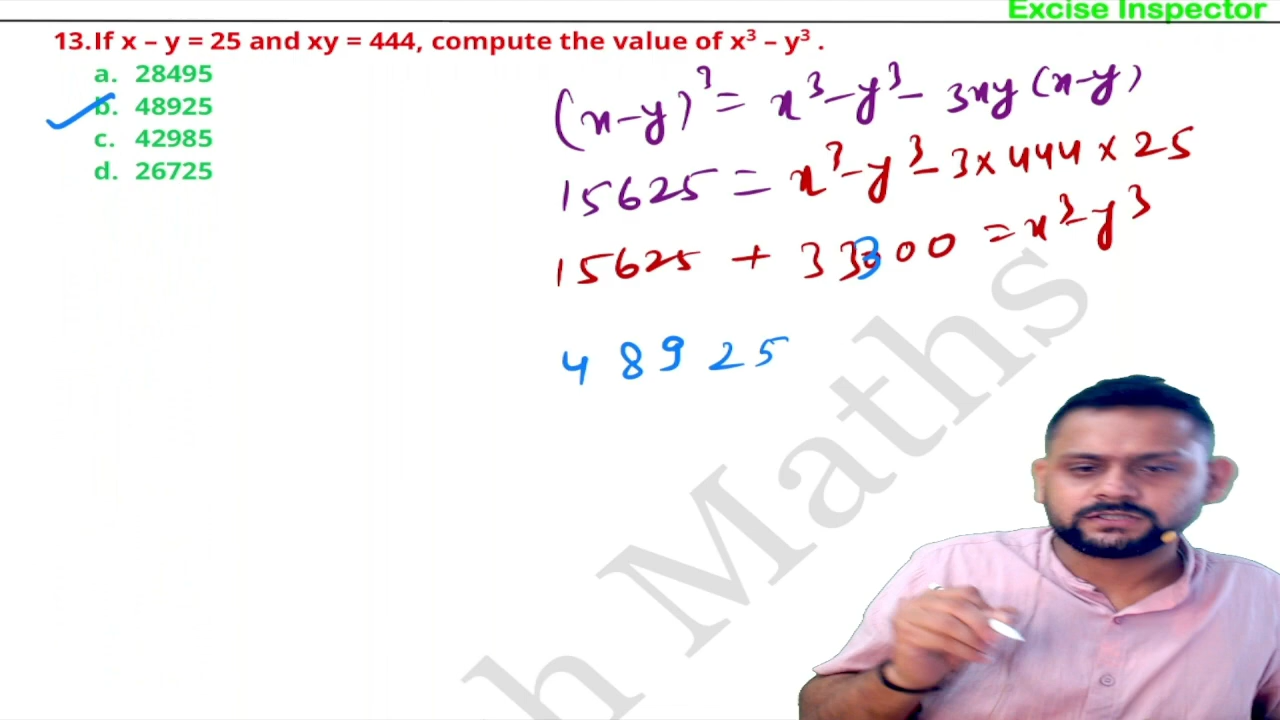 Excise Inspector
13. If x – y = 25 and xy = 444, compute the value of x³ – y³ .
a. 28495
b. 48925
c. 42985
d. 26725
(x-y)³ = x³-y³- 3xy (x-y)
15625 = x³-y³-3×444×25
15625 + 33300 = x³-y³
48925
h Maths